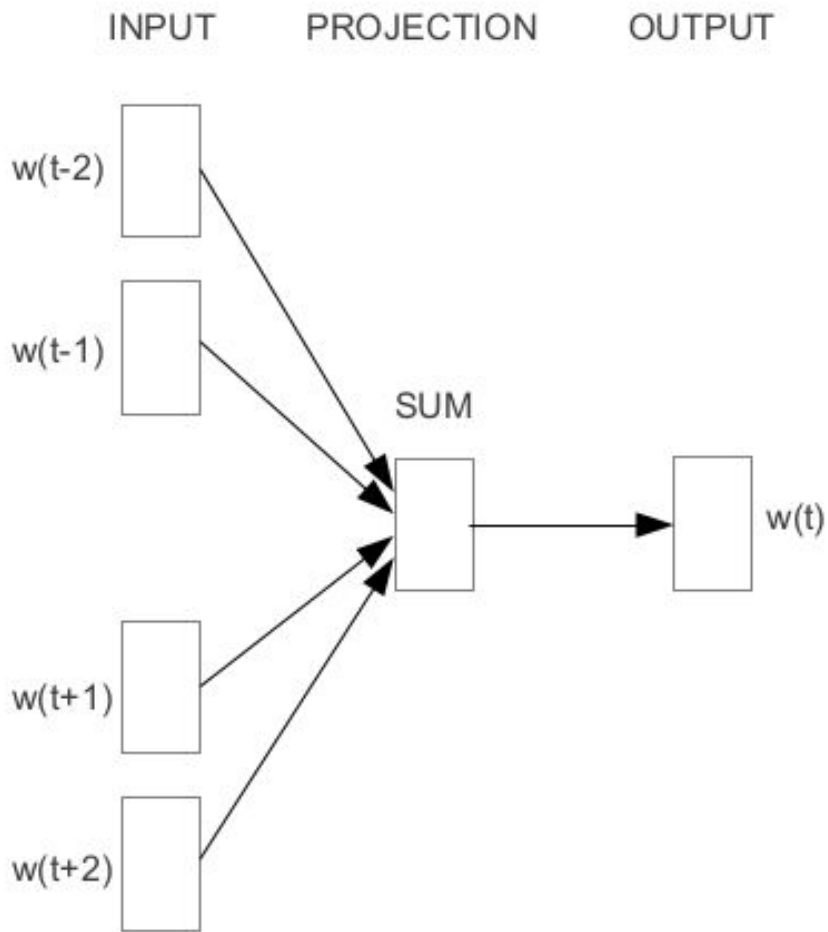 INPUT PROJECTION OUTPUT
w(t-2)
w(t-1)
SUM
w(t)
w(t+1)
w(t+2)